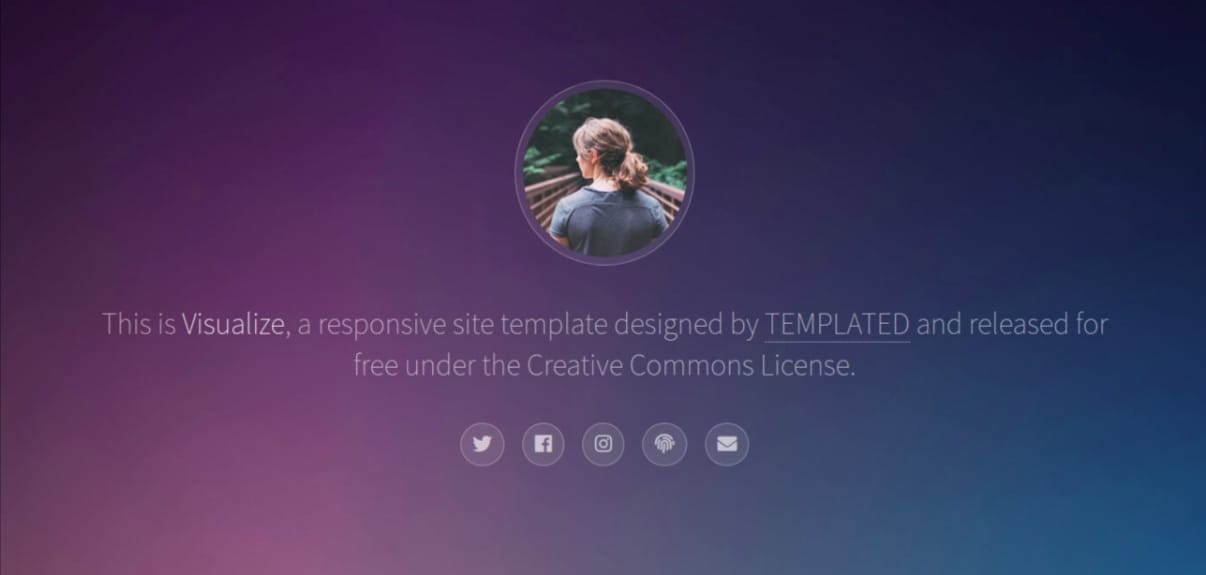 This is Visualize, a responsive site template designed by TEMPLATED and released for
free under the Creative Commons License.